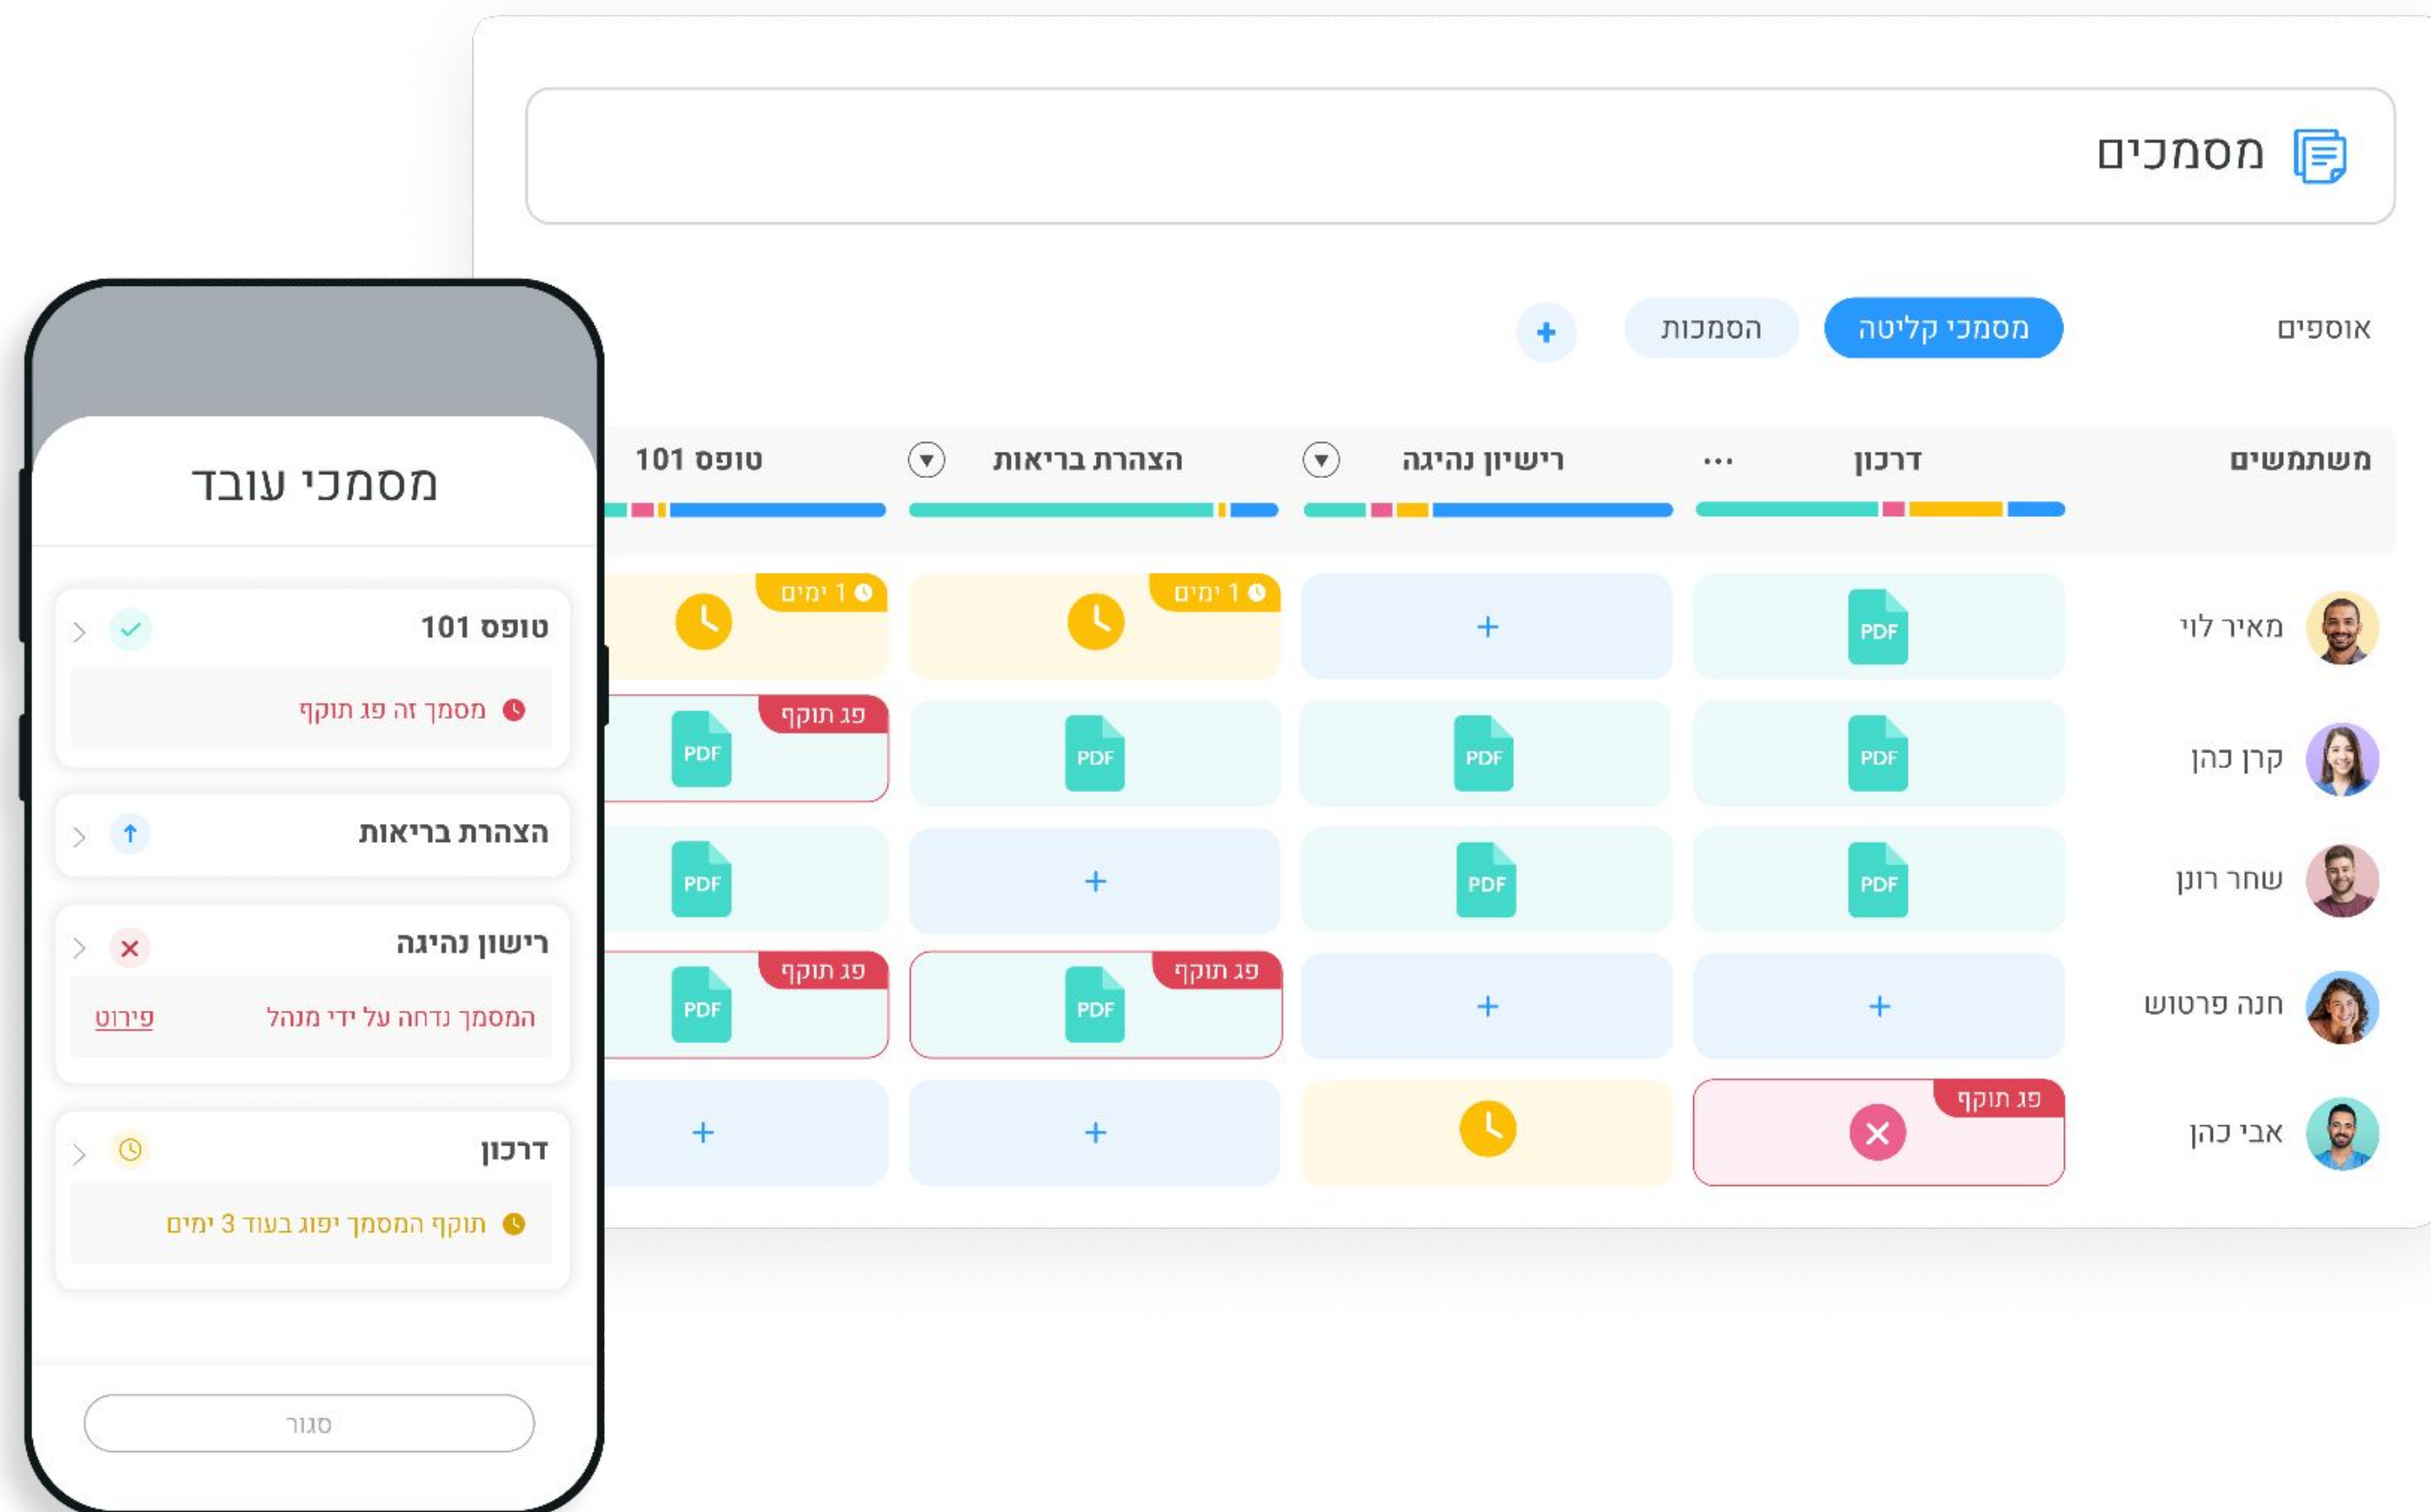 מסמכים
אוספים
מסמכי קליטה
הסמכות
משתמשים
דרכון
רישיון נהיגה
הצהרת בריאות
טופס 101
מאיר לוי
PDF
1 ימים
1 ימים
קרן כהן
PDF
PDF
PDF
פג תוקף
PDF
שחר רונן
PDF
PDF
PDF
חנה פרטוש
פג תוקף
PDF
פג תוקף
PDF
אבי כהן
פג תוקף
מסמכי עובד
טופס 101
מסמך זה פג תוקף
הצהרת בריאות
רישון נהיגה
המסמך נדחה על ידי מנהל
פירוט
דרכון
תוקף המסמך יפוג בעוד 3 ימים
סגור